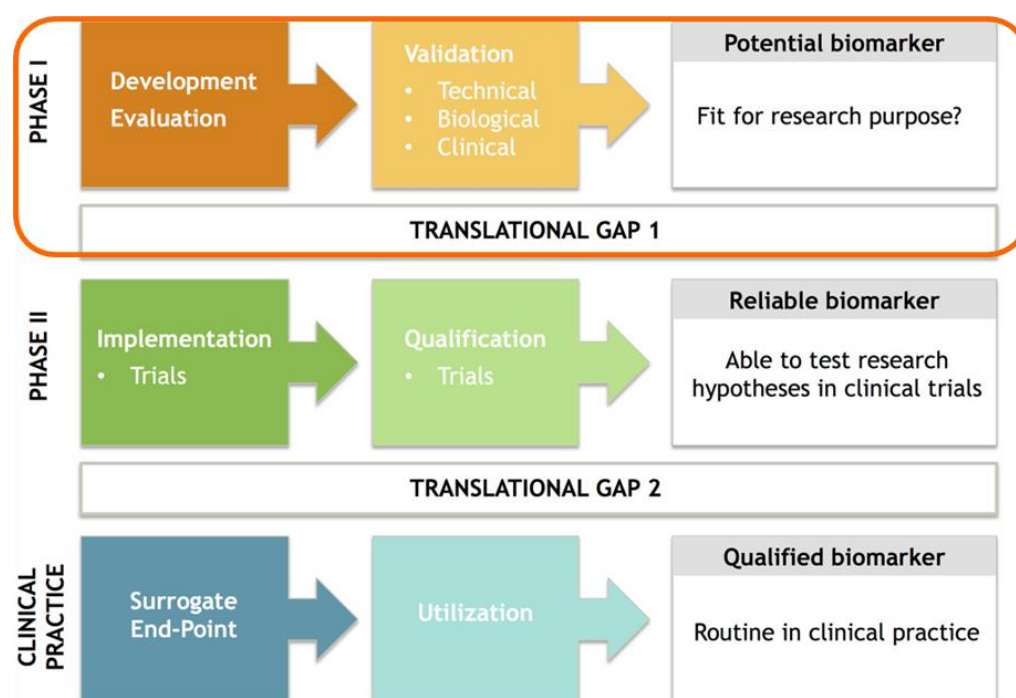 PHASE I
Development
Evaluation
Validation
• Technical
• Biological
• Clinical
Potential biomarker
Fit for research purpose?
TRANSLATIONAL GAP 1
PHASE II
Implementation
• Trials
Qualification
• Trials
Reliable biomarker
Able to test research
hypotheses in clinical trials
TRANSLATIONAL GAP 2
CLINICAL
PRACTICE
Surrogate
End-Point
Utilization
Qualified biomarker
Routine in clinical practice